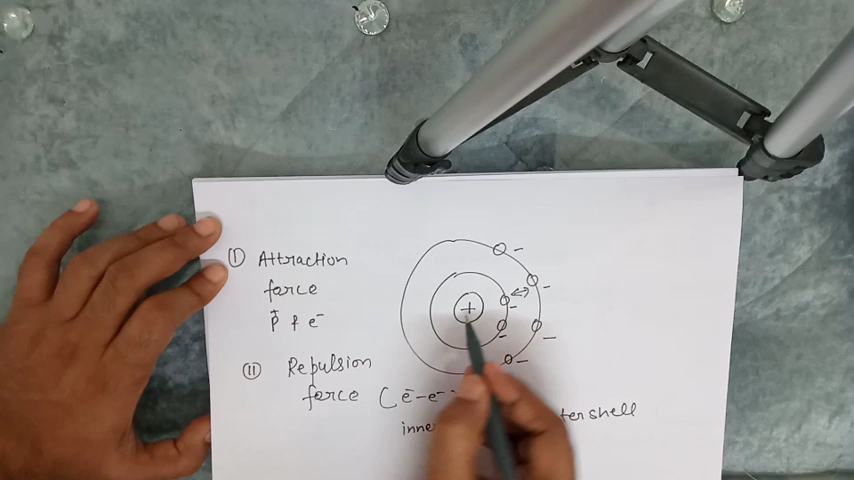 (I) Attraction
force
p̄ & e⁻
(II) Repulsion
force (e⁻-e⁻
inne
ter shell
+
-
-
-
-
-
-